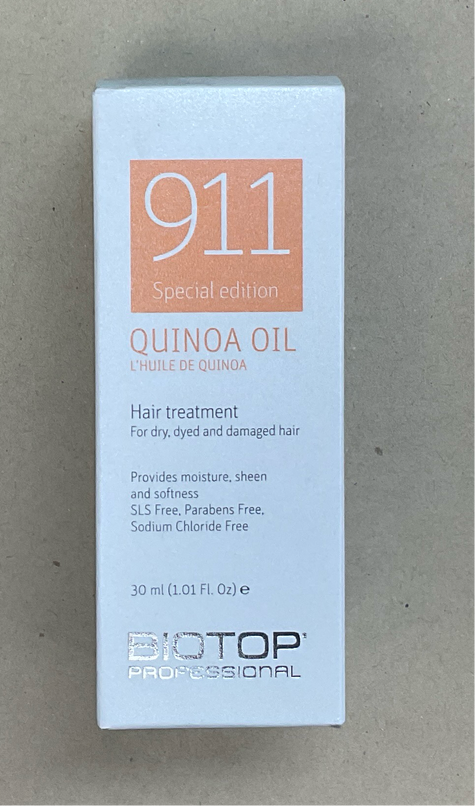 911
Special edition
QUINOA OIL
L'HUILE DE QUINOA
Hair treatment
For dry, dyed and damaged hair
Provides moisture, sheen
and softness
SLS Free, Parabens Free,
Sodium Chloride Free
30 ml (1.01 Fl. Oz) ℮
BIOTOP
PROFESSIONAL